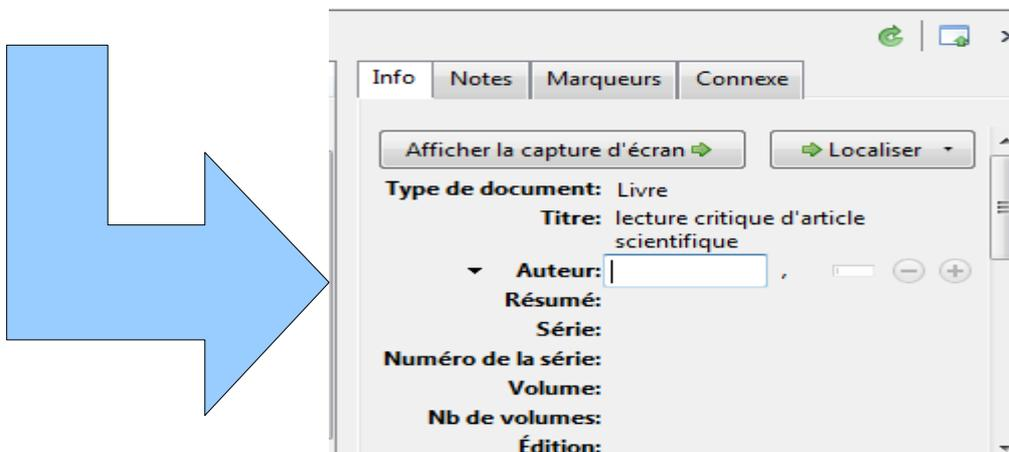 Info Notes Marqueurs Connexe
Afficher la capture d'écran Localiser
Type de document: Livre
Titre: lecture critique d'article
scientifique
Auteur: ,
Résumé:
Série:
Numéro de la série:
Volume:
Nb de volumes:
Édition: